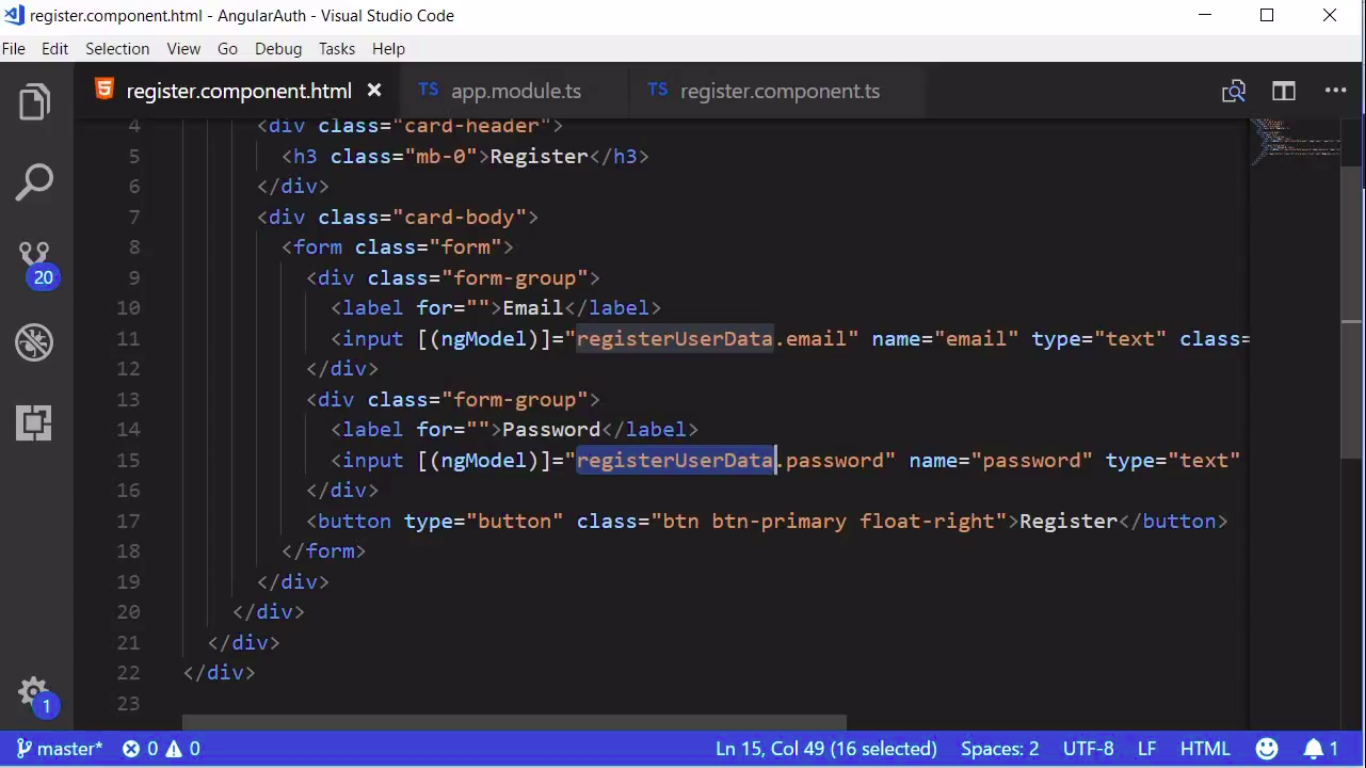 register.component.html - AngularAuth - Visual Studio Code
File Edit Selection View Go Debug Tasks Help
register.component.html TS app.module.ts TS register.component.ts
4 <div class="card-header">
5 <h3 class="mb-0">Register</h3>
6 </div>
7 <div class="card-body">
8 <form class="form">
9 <div class="form-group">
10 <label for="">Email</label>
11 <input [(ngModel)]="registerUserData.email" name="email" type="text" class=
12 </div>
13 <div class="form-group">
14 <label for="">Password</label>
15 <input [(ngModel)]="registerUserData.password" name="password" type="text"
16 </div>
17 <button type="button" class="btn btn-primary float-right">Register</button>
18 </form>
19 </div>
20 </div>
21 </div>
22 </div>
23
20
1
master* 0 0 Ln 15, Col 49 (16 selected) Spaces: 2 UTF-8 LF HTML 1